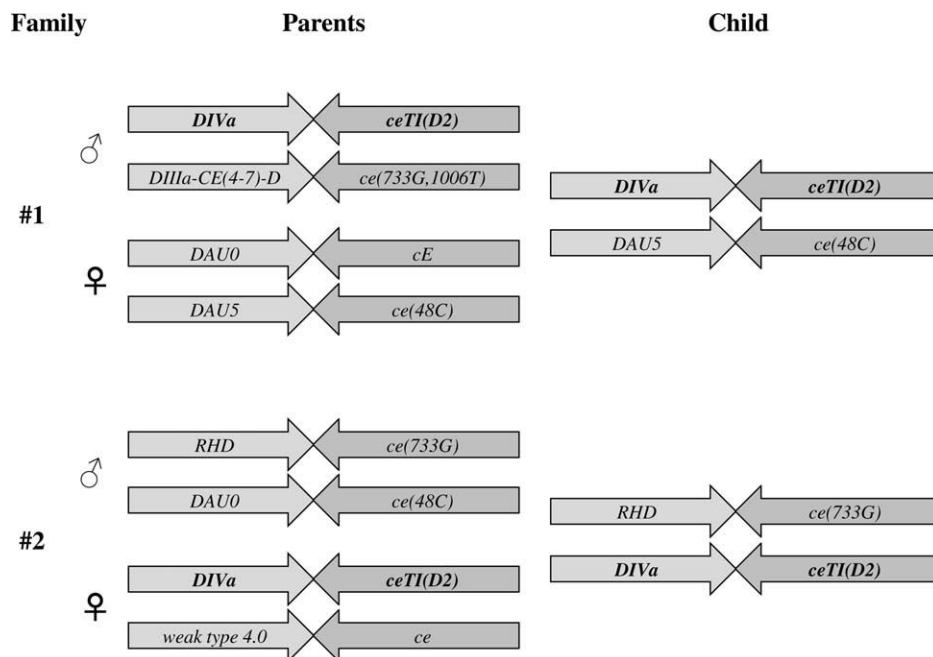 Family Parents Child
♂
DIVa ceTI(D2)
DIIIa-CE(4-7)-D ce(733G,1006T)
DIVa ceTI(D2)
#1
DAU5 ce(48C)
♀
DAU0 cE
DAU5 ce(48C)
♂
RHD ce(733G)
DAU0 ce(48C)
RHD ce(733G)
#2
DIVa ceTI(D2)
♀
DIVa ceTI(D2)
weak type 4.0 ce